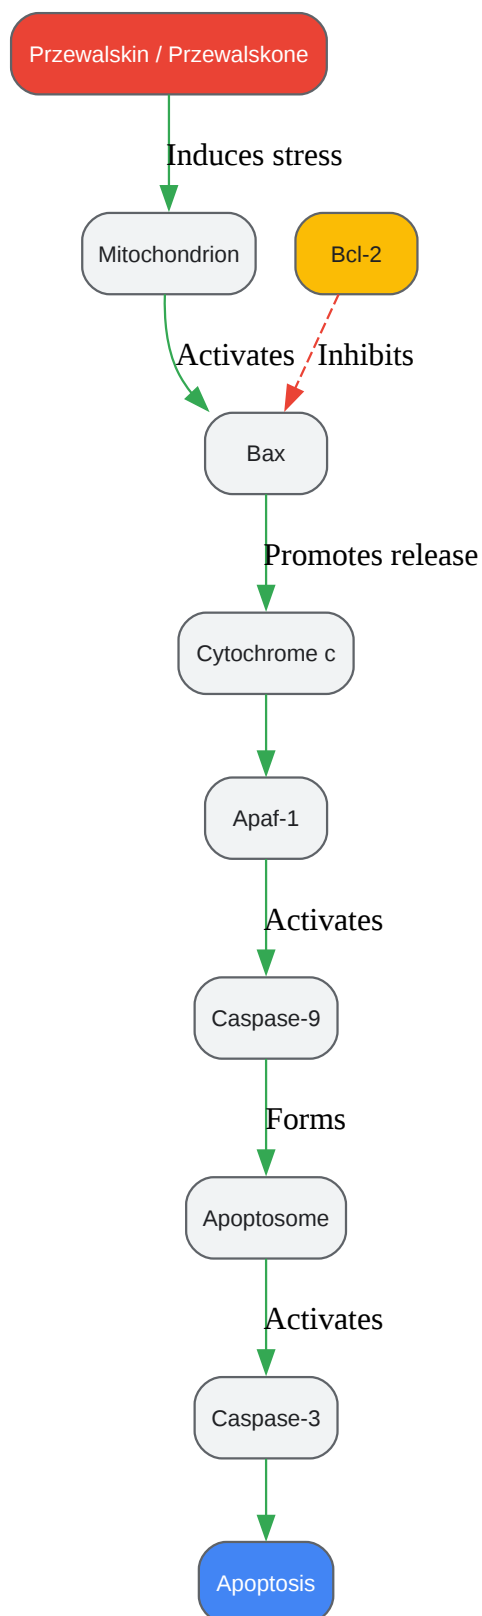 Przewalskin / Przewalskone
Induces stress
Mitochondrion
Bcl-2
Activates
Inhibits
Bax
Promotes release
Cytochrome c
Apaf-1
Activates
Caspase-9
Forms
Apoptosome
Activates
Caspase-3
Apoptosis